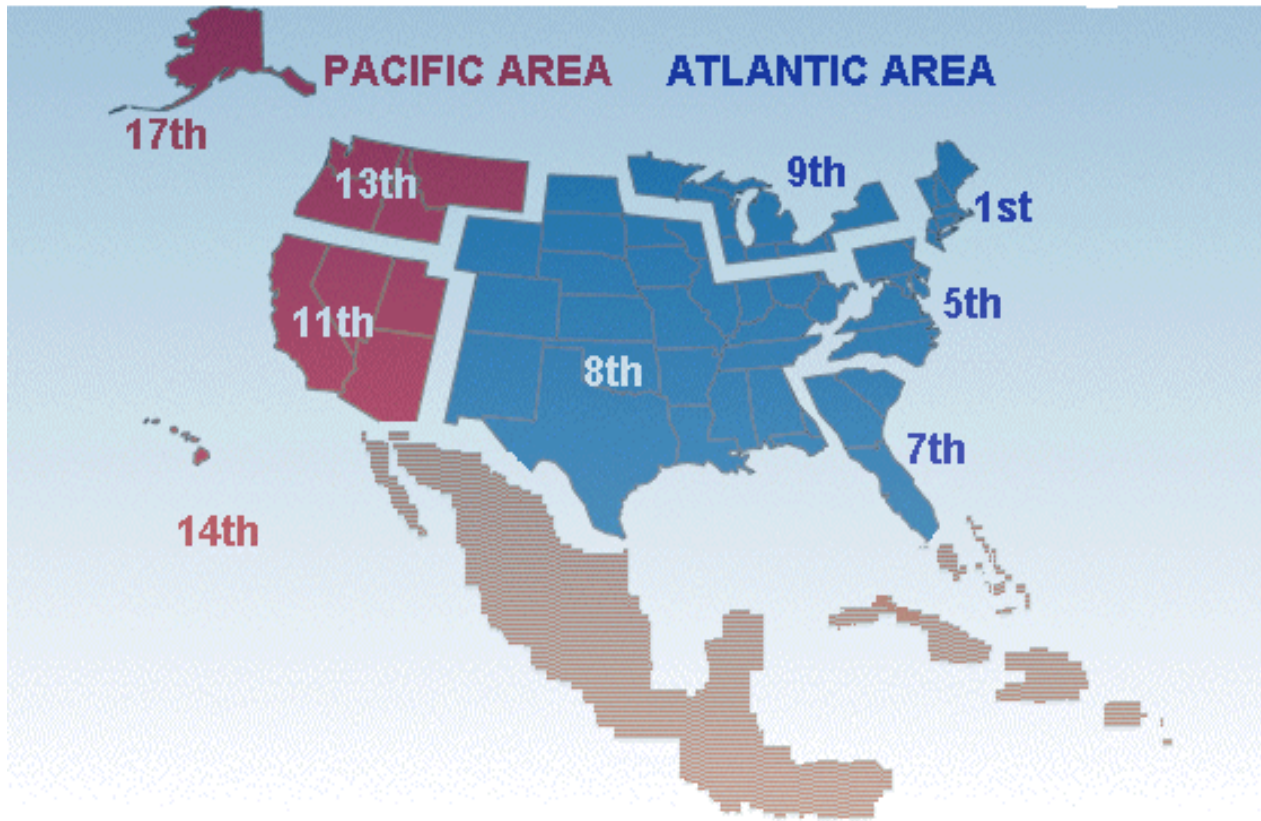 PACIFIC AREA ATLANTIC AREA
17th
13th
9th
1st
11th
5th
8th
7th
14th